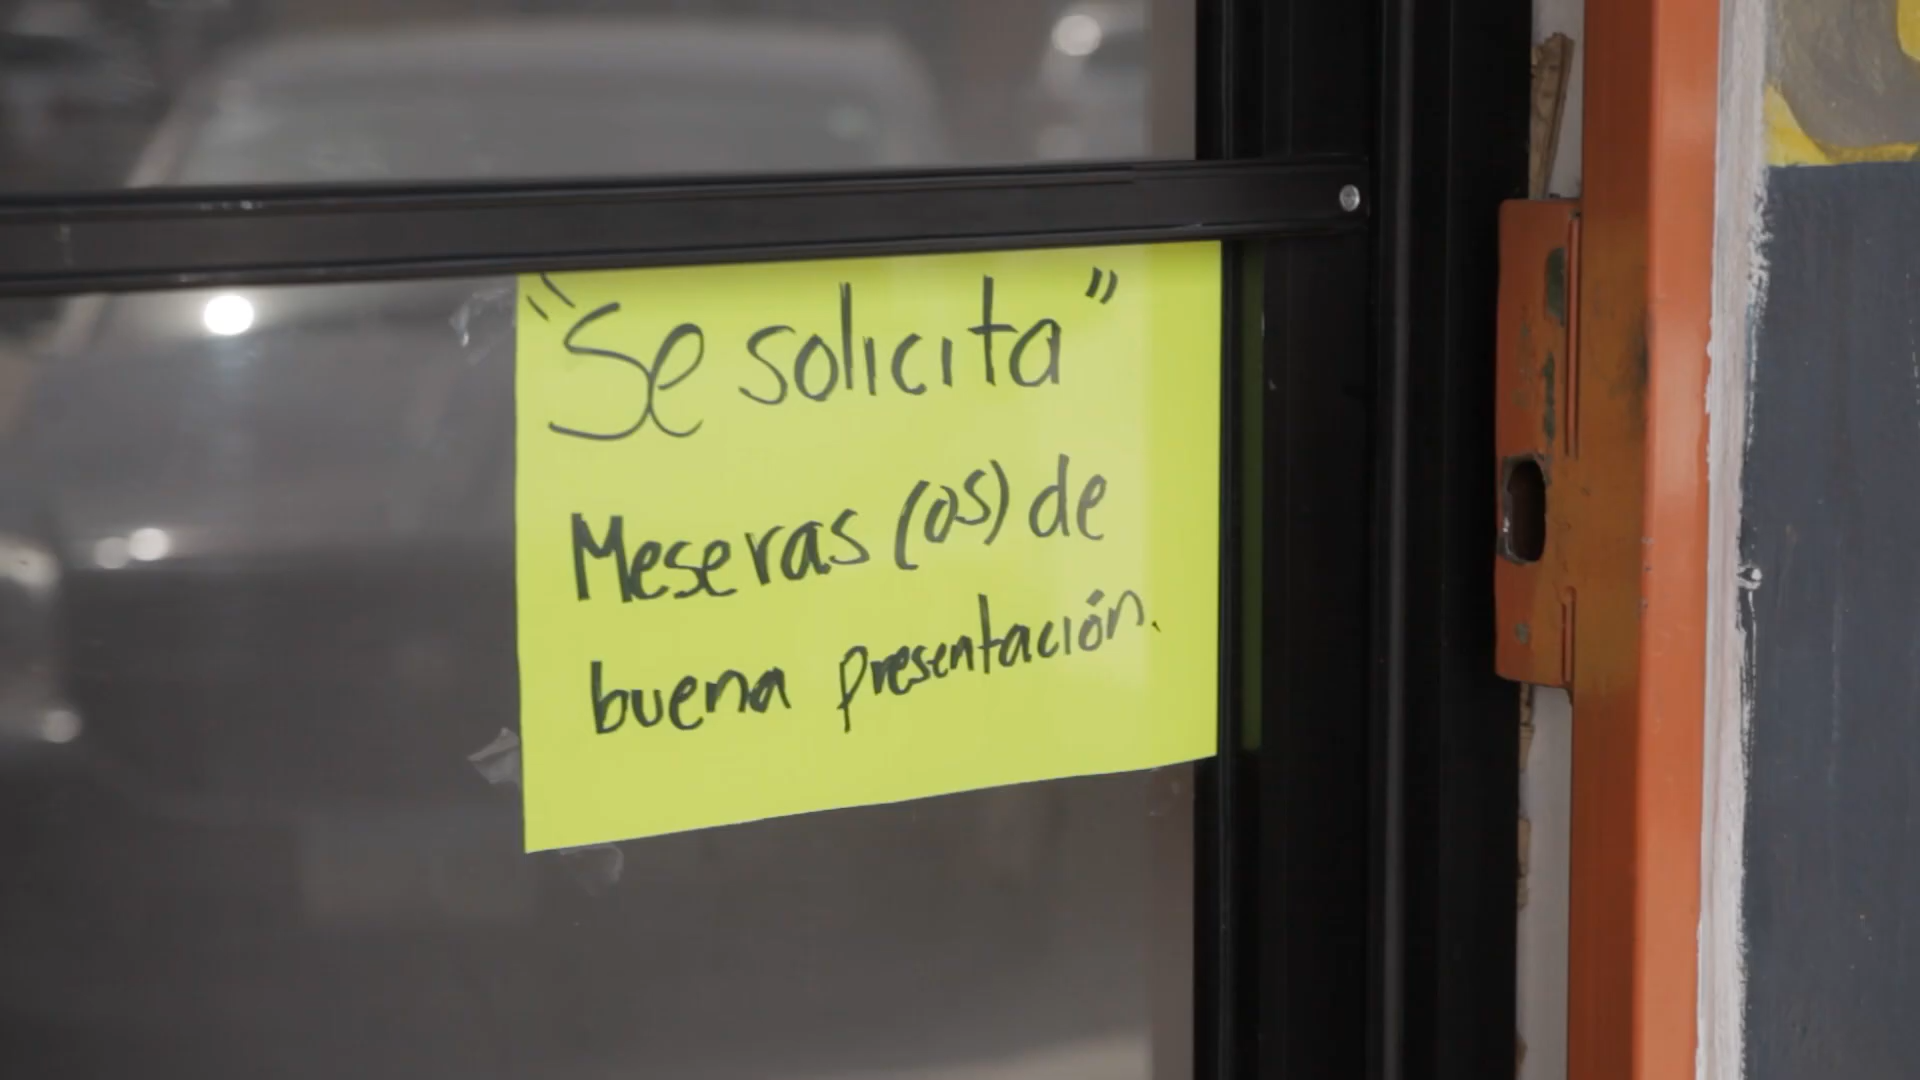 "Se solicita"
Meseras (os) de
buena presentación.